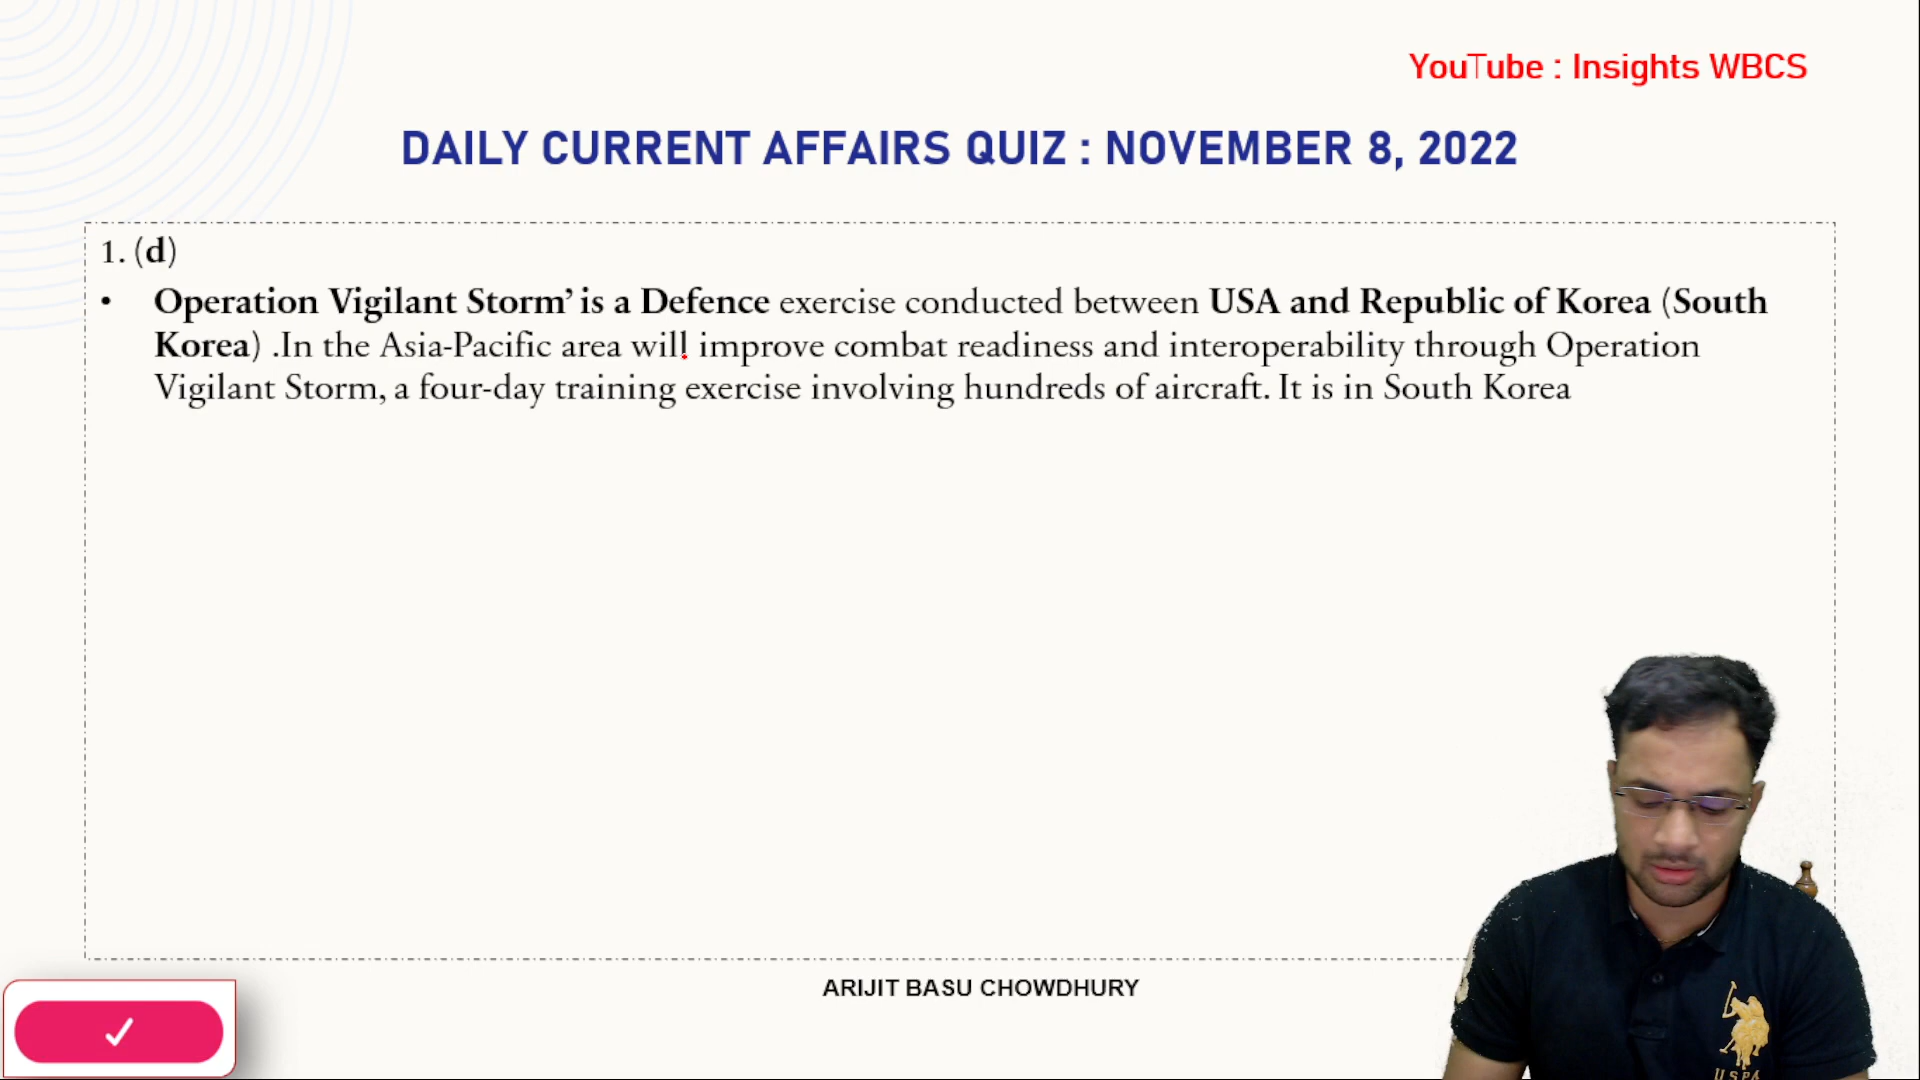 YouTube : Insights WBCS
DAILY CURRENT AFFAIRS QUIZ : NOVEMBER 8, 2022
1. (d)
• Operation Vigilant Storm’ is a Defence exercise conducted between USA and Republic of Korea (South
Korea) .In the Asia-Pacific area will improve combat readiness and interoperability through Operation
Vigilant Storm, a four-day training exercise involving hundreds of aircraft. It is in South Korea
ARIJIT BASU CHOWDHURY
USPA